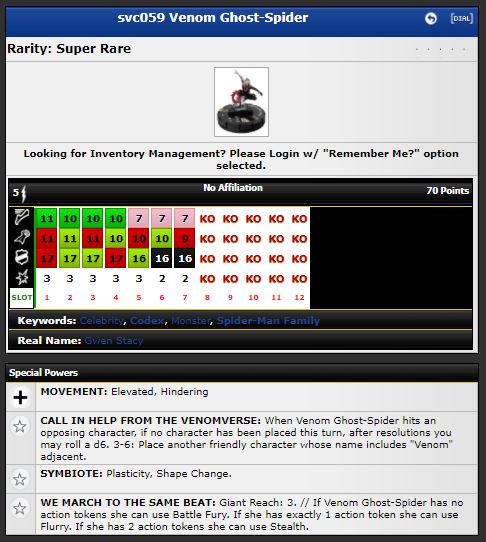 svc059 Venom Ghost-Spider
[DIAL]
Rarity: Super Rare
Looking for Inventory Management? Please Login w/ "Remember Me?" option
selected.
5 No Affiliation 70 Points
11 10 10 10 7 7 7 KO KO KO KO KO
11 11 11 10 10 10 9 KO KO KO KO KO
17 17 17 17 16 16 16 KO KO KO KO KO
3 3 3 3 3 2 2 KO KO KO KO KO
SLOT 1 2 3 4 5 6 7 8 9 10 11 12
Keywords: Celebrity, Codex, Monster, Spider-Man Family
Real Name: Gwen Stacy
Special Powers
MOVEMENT: Elevated, Hindering
CALL IN HELP FROM THE VENOMVERSE: When Venom Ghost-Spider hits an
opposing character, if no character has been placed this turn, after resolutions you
may roll a d6. 3-6: Place another friendly character whose name includes "Venom"
adjacent.
SYMBIOTE: Plasticity, Shape Change.
WE MARCH TO THE SAME BEAT: Giant Reach: 3. // If Venom Ghost-Spider has no
action tokens she can use Battle Fury. If she has exactly 1 action token she can use
Flurry. If she has 2 action tokens she can use Stealth.